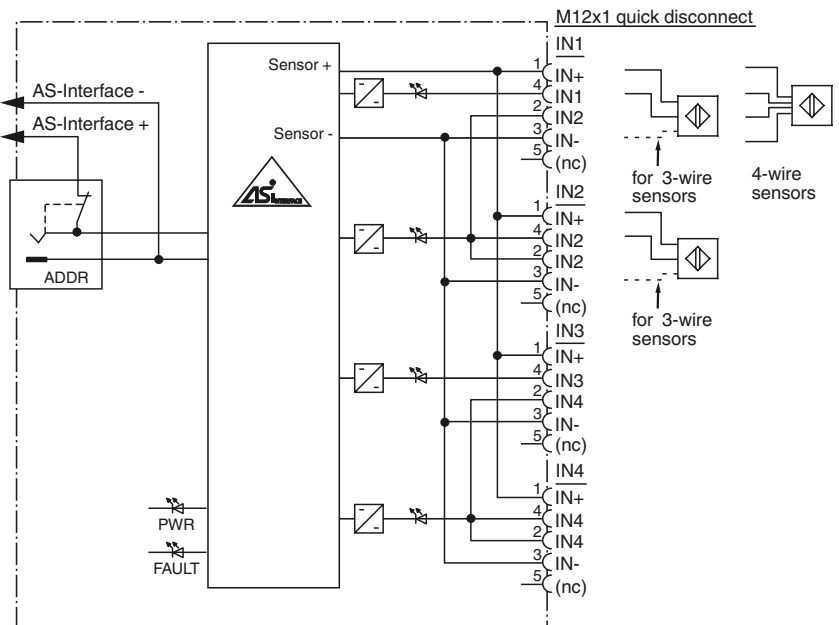 M12x1 quick disconnect
IN1
Sensor +
1
IN+
AS-Interface -
4
IN1
2
IN2
AS-Interface +
Sensor -
3
IN-
5
(nc)
for 3-wire
sensors
4-wire
sensors
ASi
INTERFACE
IN2
1
IN+
4
IN2
2
IN2
ADDR
3
IN-
5
(nc)
for 3-wire
sensors
IN3
1
IN+
4
IN3
2
IN4
3
IN-
5
(nc)
IN4
1
IN+
PWR
4
IN4
2
IN4
FAULT
3
IN-
5
(nc)